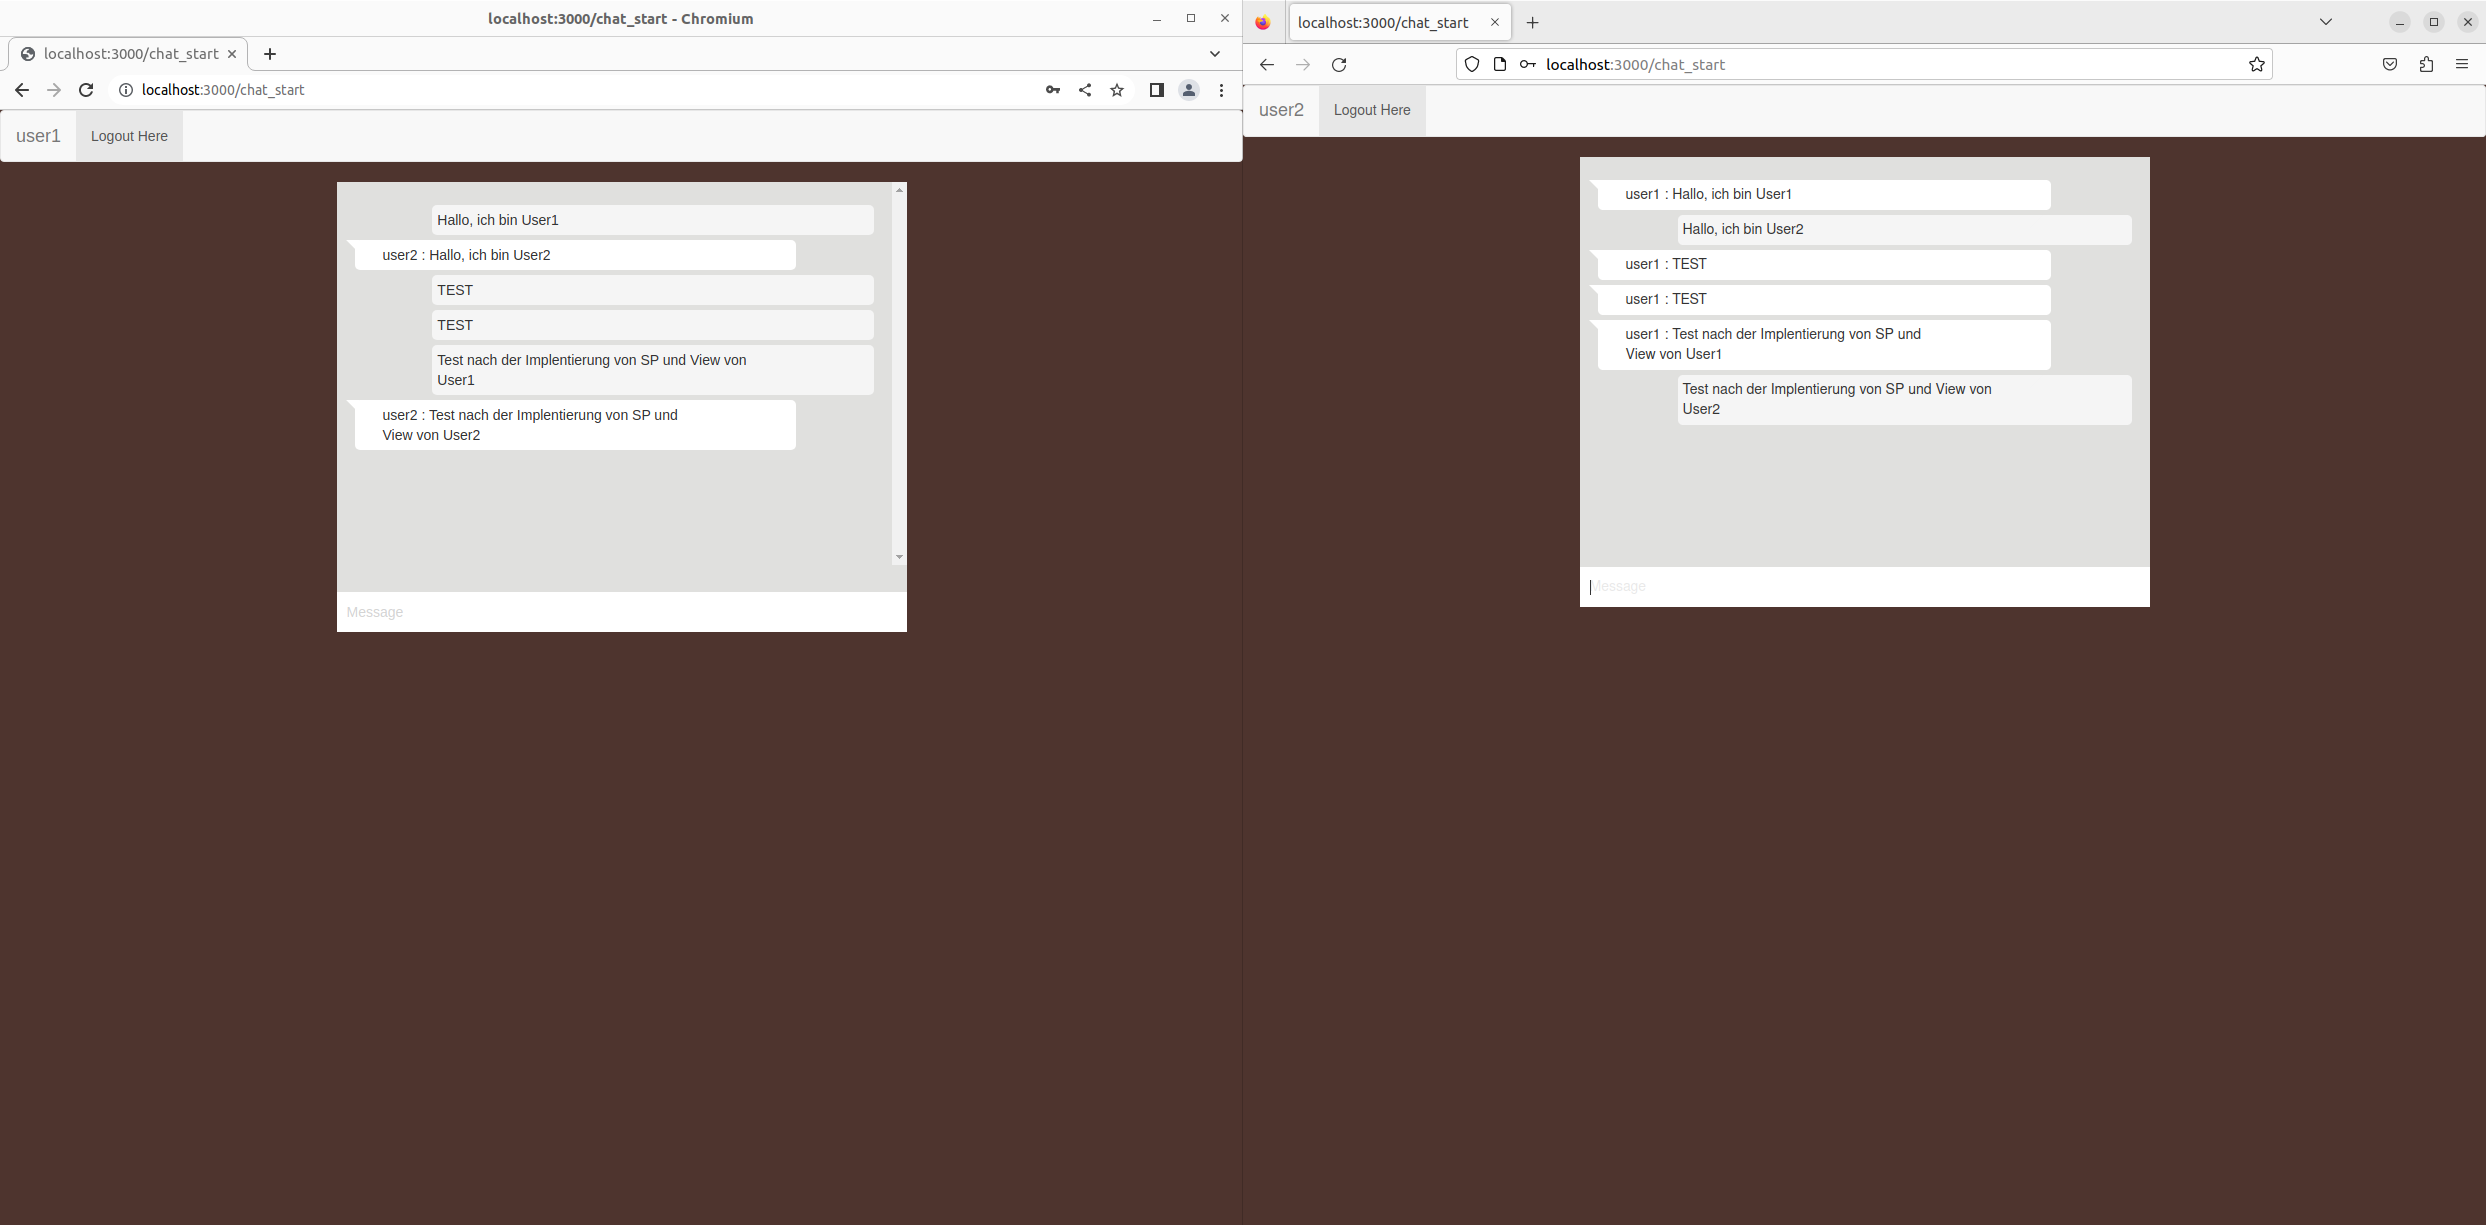 localhost:3000/chat_start - Chromium
localhost:3000/chat_start
localhost:3000/chat_start
user1 Logout Here
Hallo, ich bin User1
user2 : Hallo, ich bin User2
TEST
TEST
Test nach der Implentierung von SP und View von
User1
user2 : Test nach der Implentierung von SP und
View von User2
Message
localhost:3000/chat_start
localhost:3000/chat_start
user2 Logout Here
user1 : Hallo, ich bin User1
Hallo, ich bin User2
user1 : TEST
user1 : TEST
user1 : Test nach der Implentierung von SP und
View von User1
Test nach der Implentierung von SP und View von
User2
Message